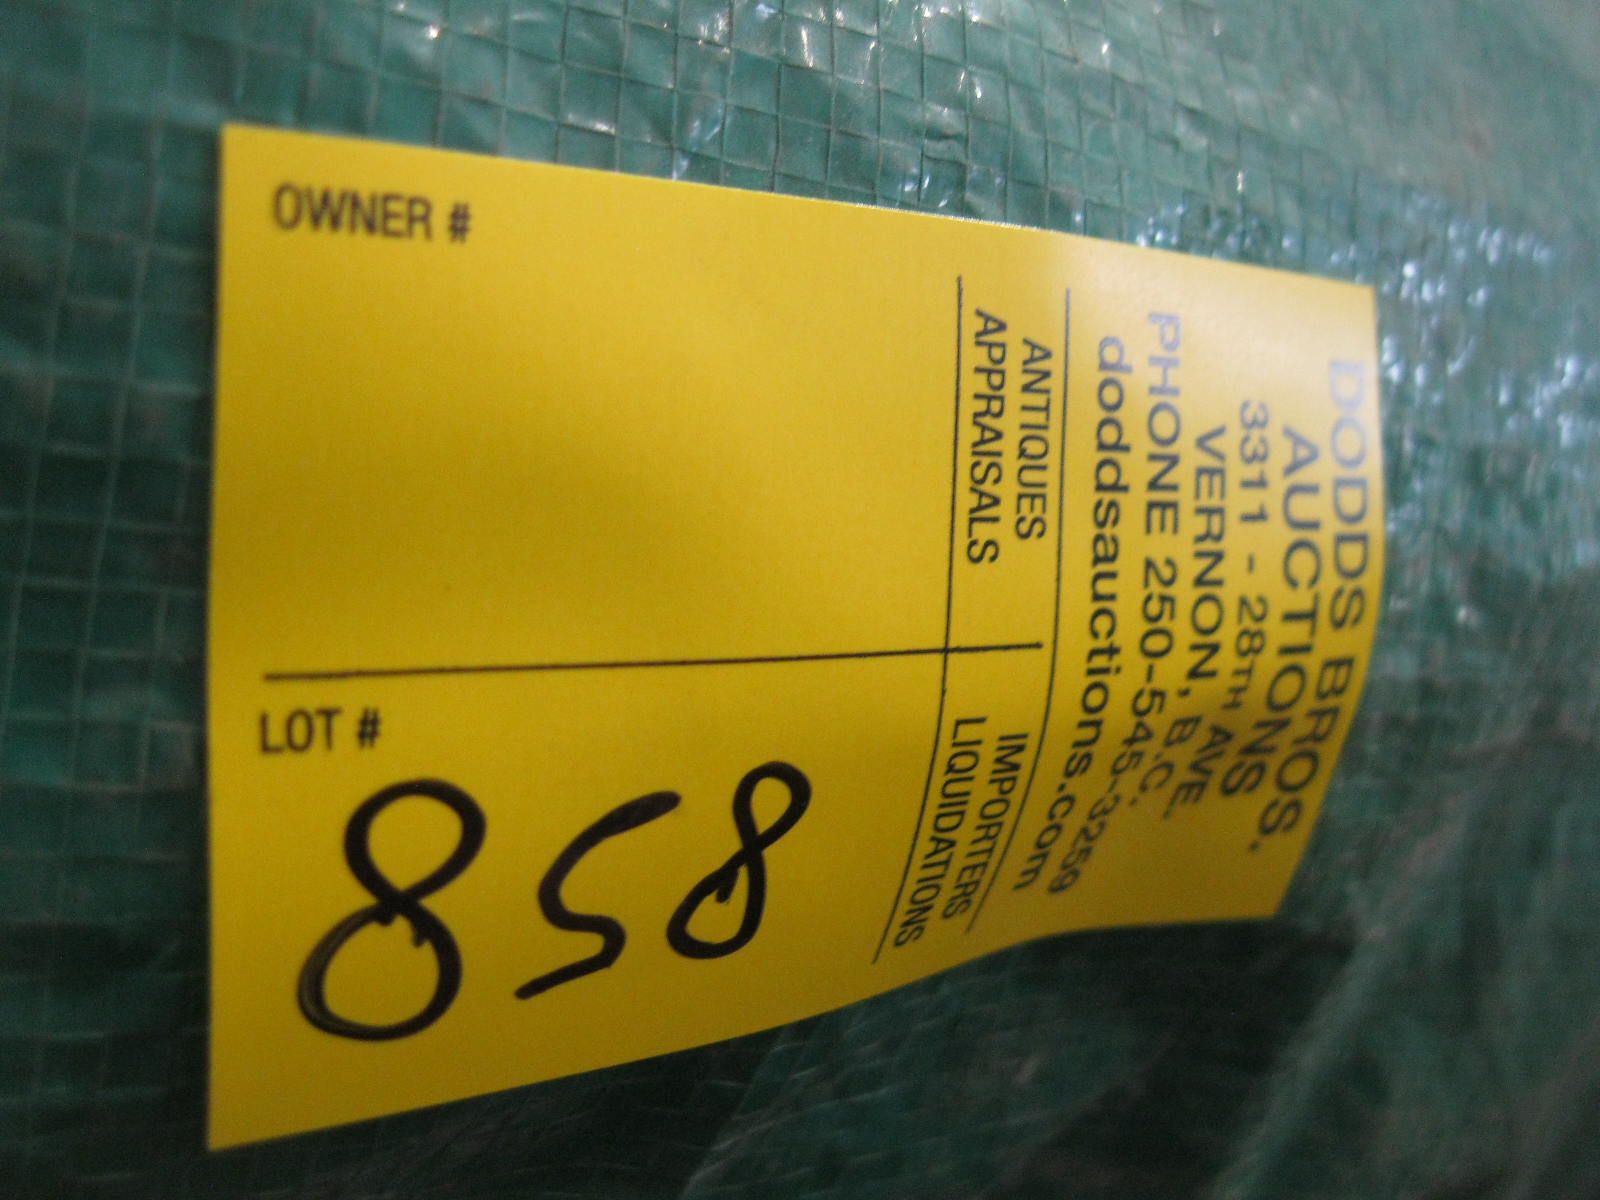 DODDS BROS.
AUCTIONS
3311 - 28TH AVE.
VERNON, B.C.
PHONE 250-545-3259
doddsauctions.com
ANTIQUES
APPRAISALS
IMPORTERS
LIQUIDATIONS
OWNER #
LOT #
858